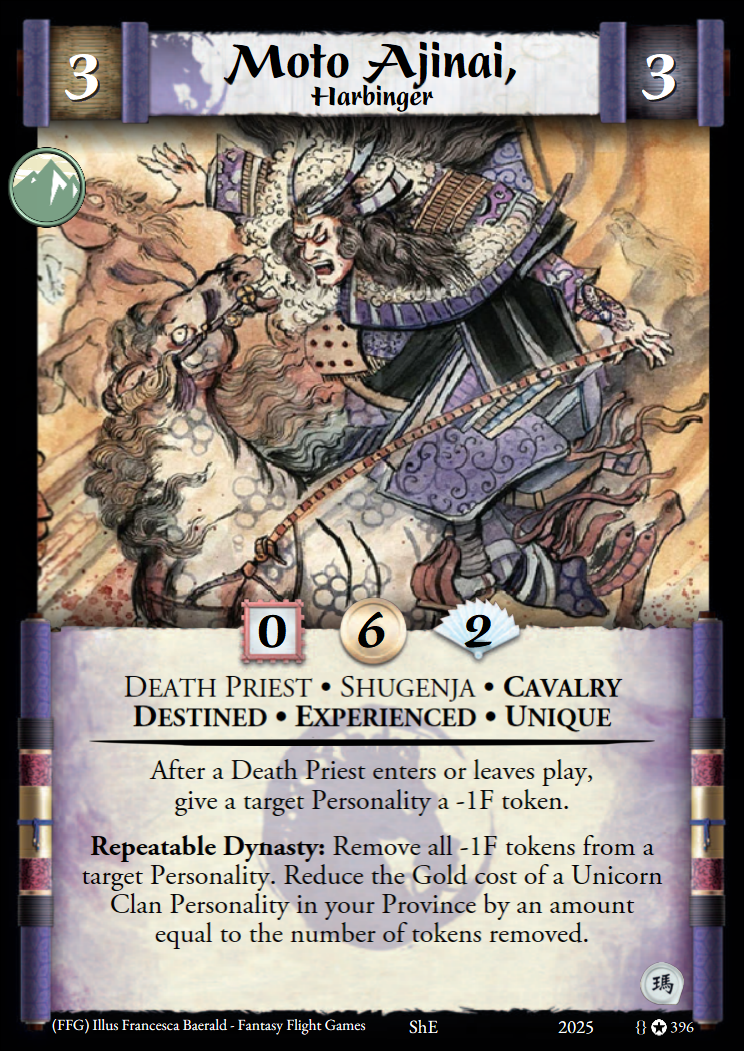 3
Moto Ajinai,
Harbinger
3
0
6
2
DEATH PRIEST • SHUGENJA • CAVALRY
DESTINED • EXPERIENCED • UNIQUE
After a Death Priest enters or leaves play,
give a target Personality a -1F token.
Repeatable Dynasty: Remove all -1F tokens from a
target Personality. Reduce the Gold cost of a Unicorn
Clan Personality in your Province by an amount
equal to the number of tokens removed.
瑪
(FFG) Illus Francesca Baerald - Fantasy Flight Games ShE 2025 {} ✪ 396